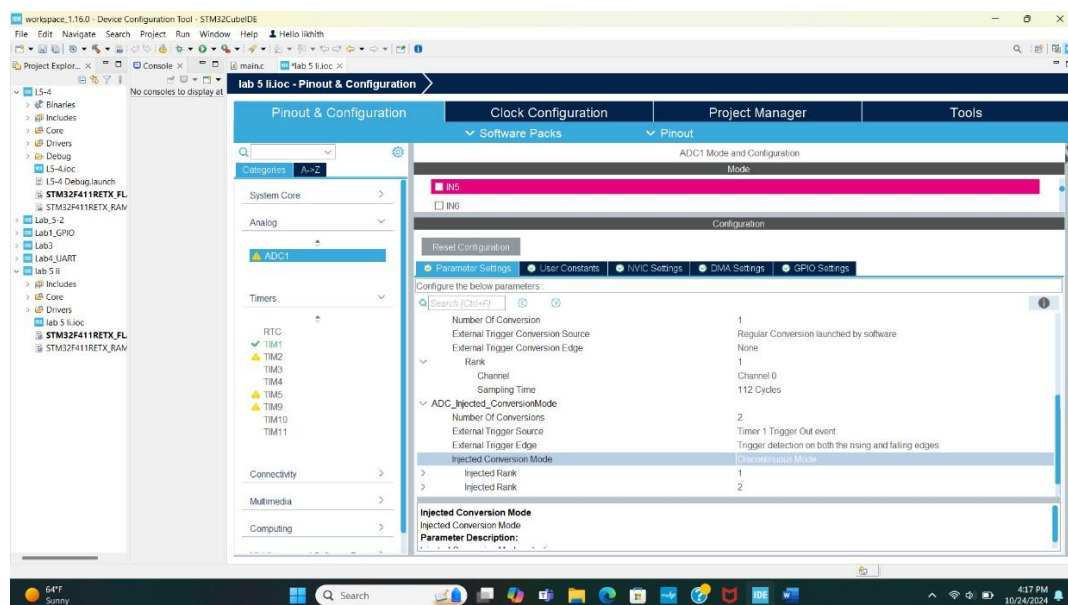 workspace_1.16.0 - Device Configuration Tool - STM32CubeIDE
File Edit Navigate Search Project Run Window Help Hello likhith
Project Explor... Console main.c *lab 5 li.ioc
No consoles to display at
L5-4
Binaries
Includes
Core
Drivers
Debug
L5-4.ioc
L5-4 Debug.launch
STM32F411RETX_FL
STM32F411RETX_RAM
Lab_5-2
Lab1_GPIO
Lab3
Lab4_UART
lab 5 li
Includes
Core
Drivers
lab 5 li.ioc
STM32F411RETX_FL
STM32F411RETX_RAM
lab 5 li.ioc - Pinout & Configuration
Pinout & Configuration Clock Configuration Project Manager Tools
Software Packs Pinout
Categories A->Z
System Core
Analog
ADC1
Timers
RTC
TIM1
TIM2
TIM3
TIM4
TIM5
TIM9
TIM10
TIM11
Connectivity
Multimedia
Computing
ADC1 Mode and Configuration
Mode
IN5
IN6
Configuration
Reset Configuration
Parameter Settings User Constants NVIC Settings DMA Settings GPIO Settings
Configure the below parameters :
Search (Ctrl+F)
Number Of Conversion 1
External Trigger Conversion Source Regular Conversion launched by software
External Trigger Conversion Edge None
Rank 1
Channel Channel 0
Sampling Time 112 Cycles
ADC_Injected_ConversionMode
Number Of Conversions 2
External Trigger Source Timer 1 Trigger Out event
External Trigger Edge Trigger detection on both the rising and falling edges
Injected Conversion Mode Discontinuous Mode
Injected Rank 1
Injected Rank 2
Injected Conversion Mode
Injected Conversion Mode
Parameter Description:
64°F
Sunny
Search
IDE
4:17 PM
10/24/2024